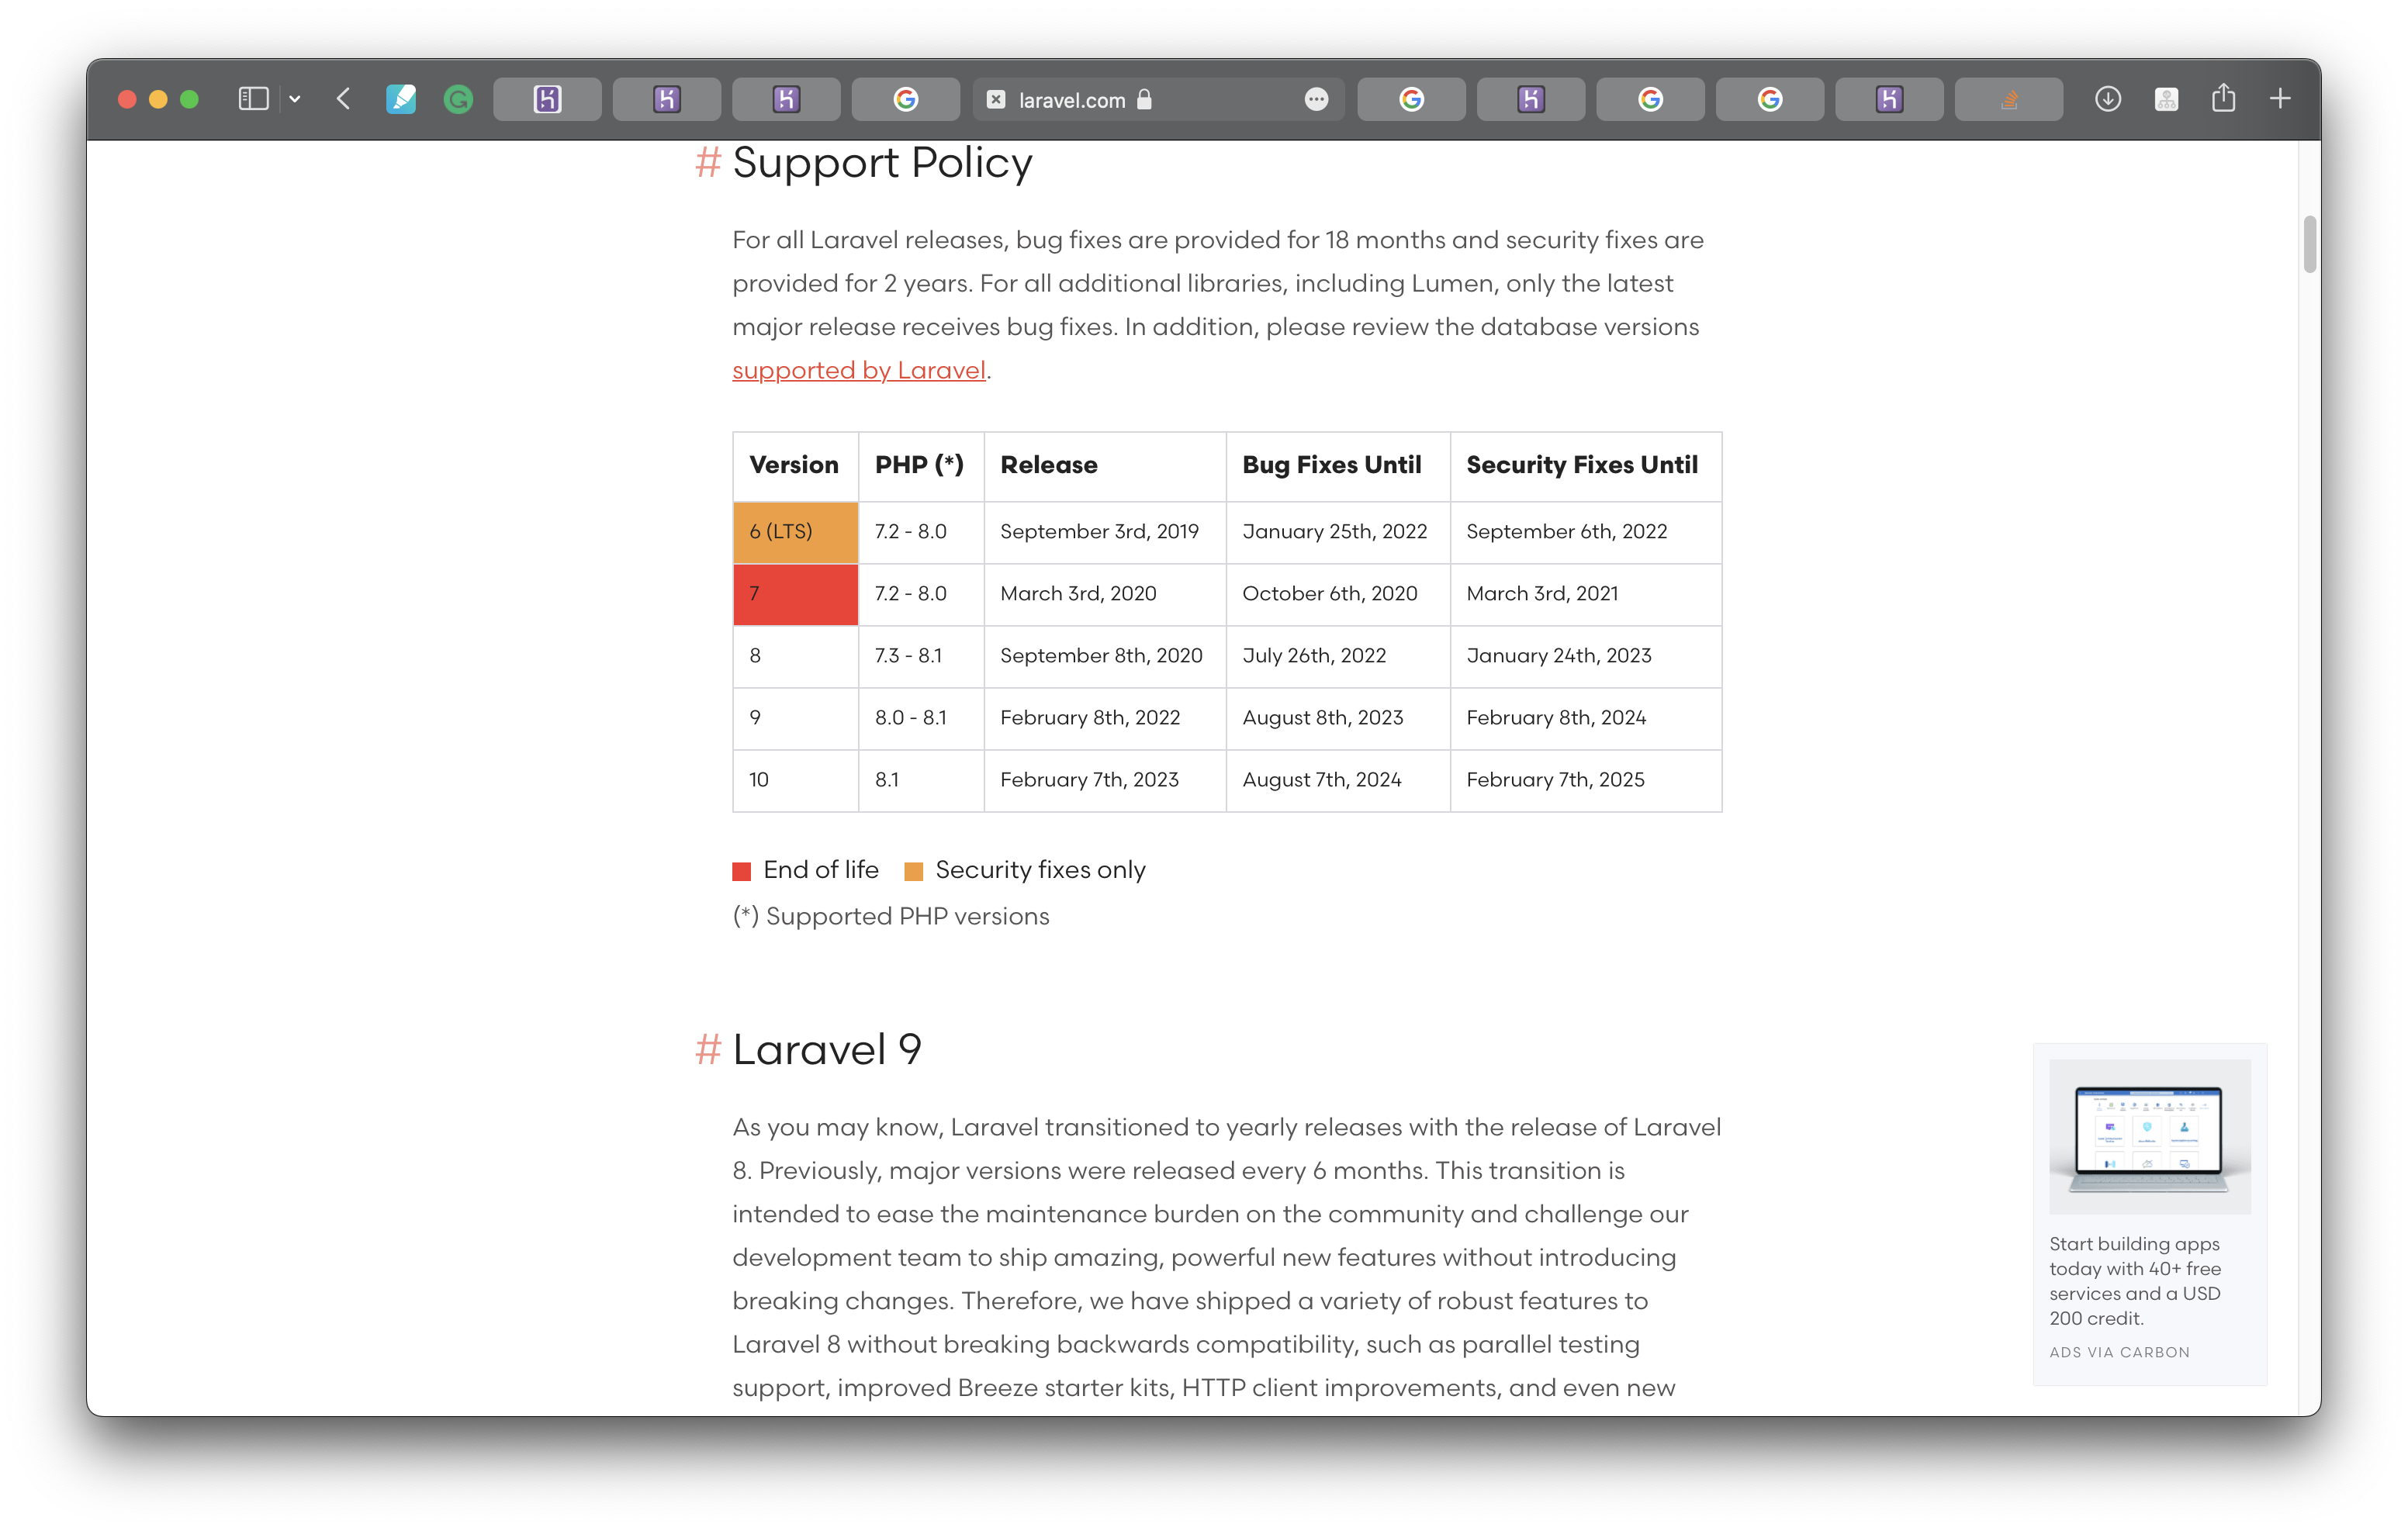 laravel.com
# Support Policy
For all Laravel releases, bug fixes are provided for 18 months and security fixes are
provided for 2 years. For all additional libraries, including Lumen, only the latest
major release receives bug fixes. In addition, please review the database versions
supported by Laravel.
Version PHP (*) Release Bug Fixes Until Security Fixes Until
6 (LTS) 7.2 - 8.0 September 3rd, 2019 January 25th, 2022 September 6th, 2022
7 7.2 - 8.0 March 3rd, 2020 October 6th, 2020 March 3rd, 2021
8 7.3 - 8.1 September 8th, 2020 July 26th, 2022 January 24th, 2023
9 8.0 - 8.1 February 8th, 2022 August 8th, 2023 February 8th, 2024
10 8.1 February 7th, 2023 August 7th, 2024 February 7th, 2025
End of life Security fixes only
(*) Supported PHP versions
# Laravel 9
As you may know, Laravel transitioned to yearly releases with the release of Laravel
8. Previously, major versions were released every 6 months. This transition is
intended to ease the maintenance burden on the community and challenge our
development team to ship amazing, powerful new features without introducing
breaking changes. Therefore, we have shipped a variety of robust features to
Laravel 8 without breaking backwards compatibility, such as parallel testing
support, improved Breeze starter kits, HTTP client improvements, and even new
Start building apps
today with 40+ free
services and a USD
200 credit.
ADS VIA CARBON